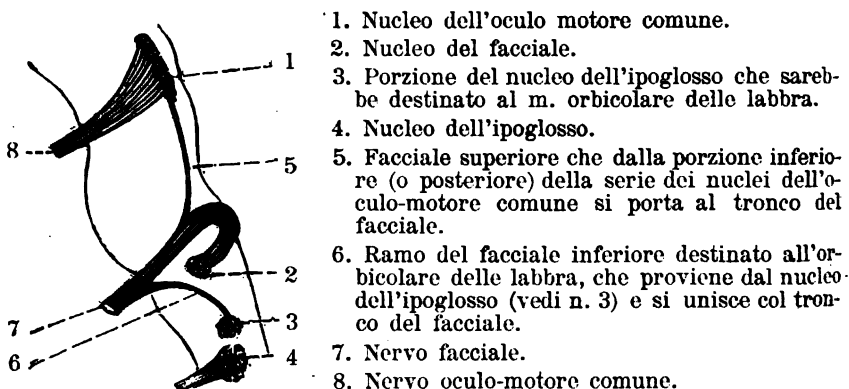 1. Nucleo dell'oculo motore comune.
2. Nucleo del facciale.
3. Porzione del nucleo dell'ipoglosso che sareb-
be destinato al m. orbicolare delle labbra.
4. Nucleo dell'ipoglosso.
5. Facciale superiore che dalla porzione inferio-
re (o posteriore) della serie dei nuclei dell'o-
culo-motore comune si porta al tronco del
facciale.
6. Ramo del facciale inferiore destinato all'or-
bicolare delle labbra, che proviene dal nucleo
dell'ipoglosso (vedi n. 3) e si unisce col tron-
co del facciale.
7. Nervo facciale.
8. Nervo oculo-motore comune.
1
8
5
2
7
3
6
4